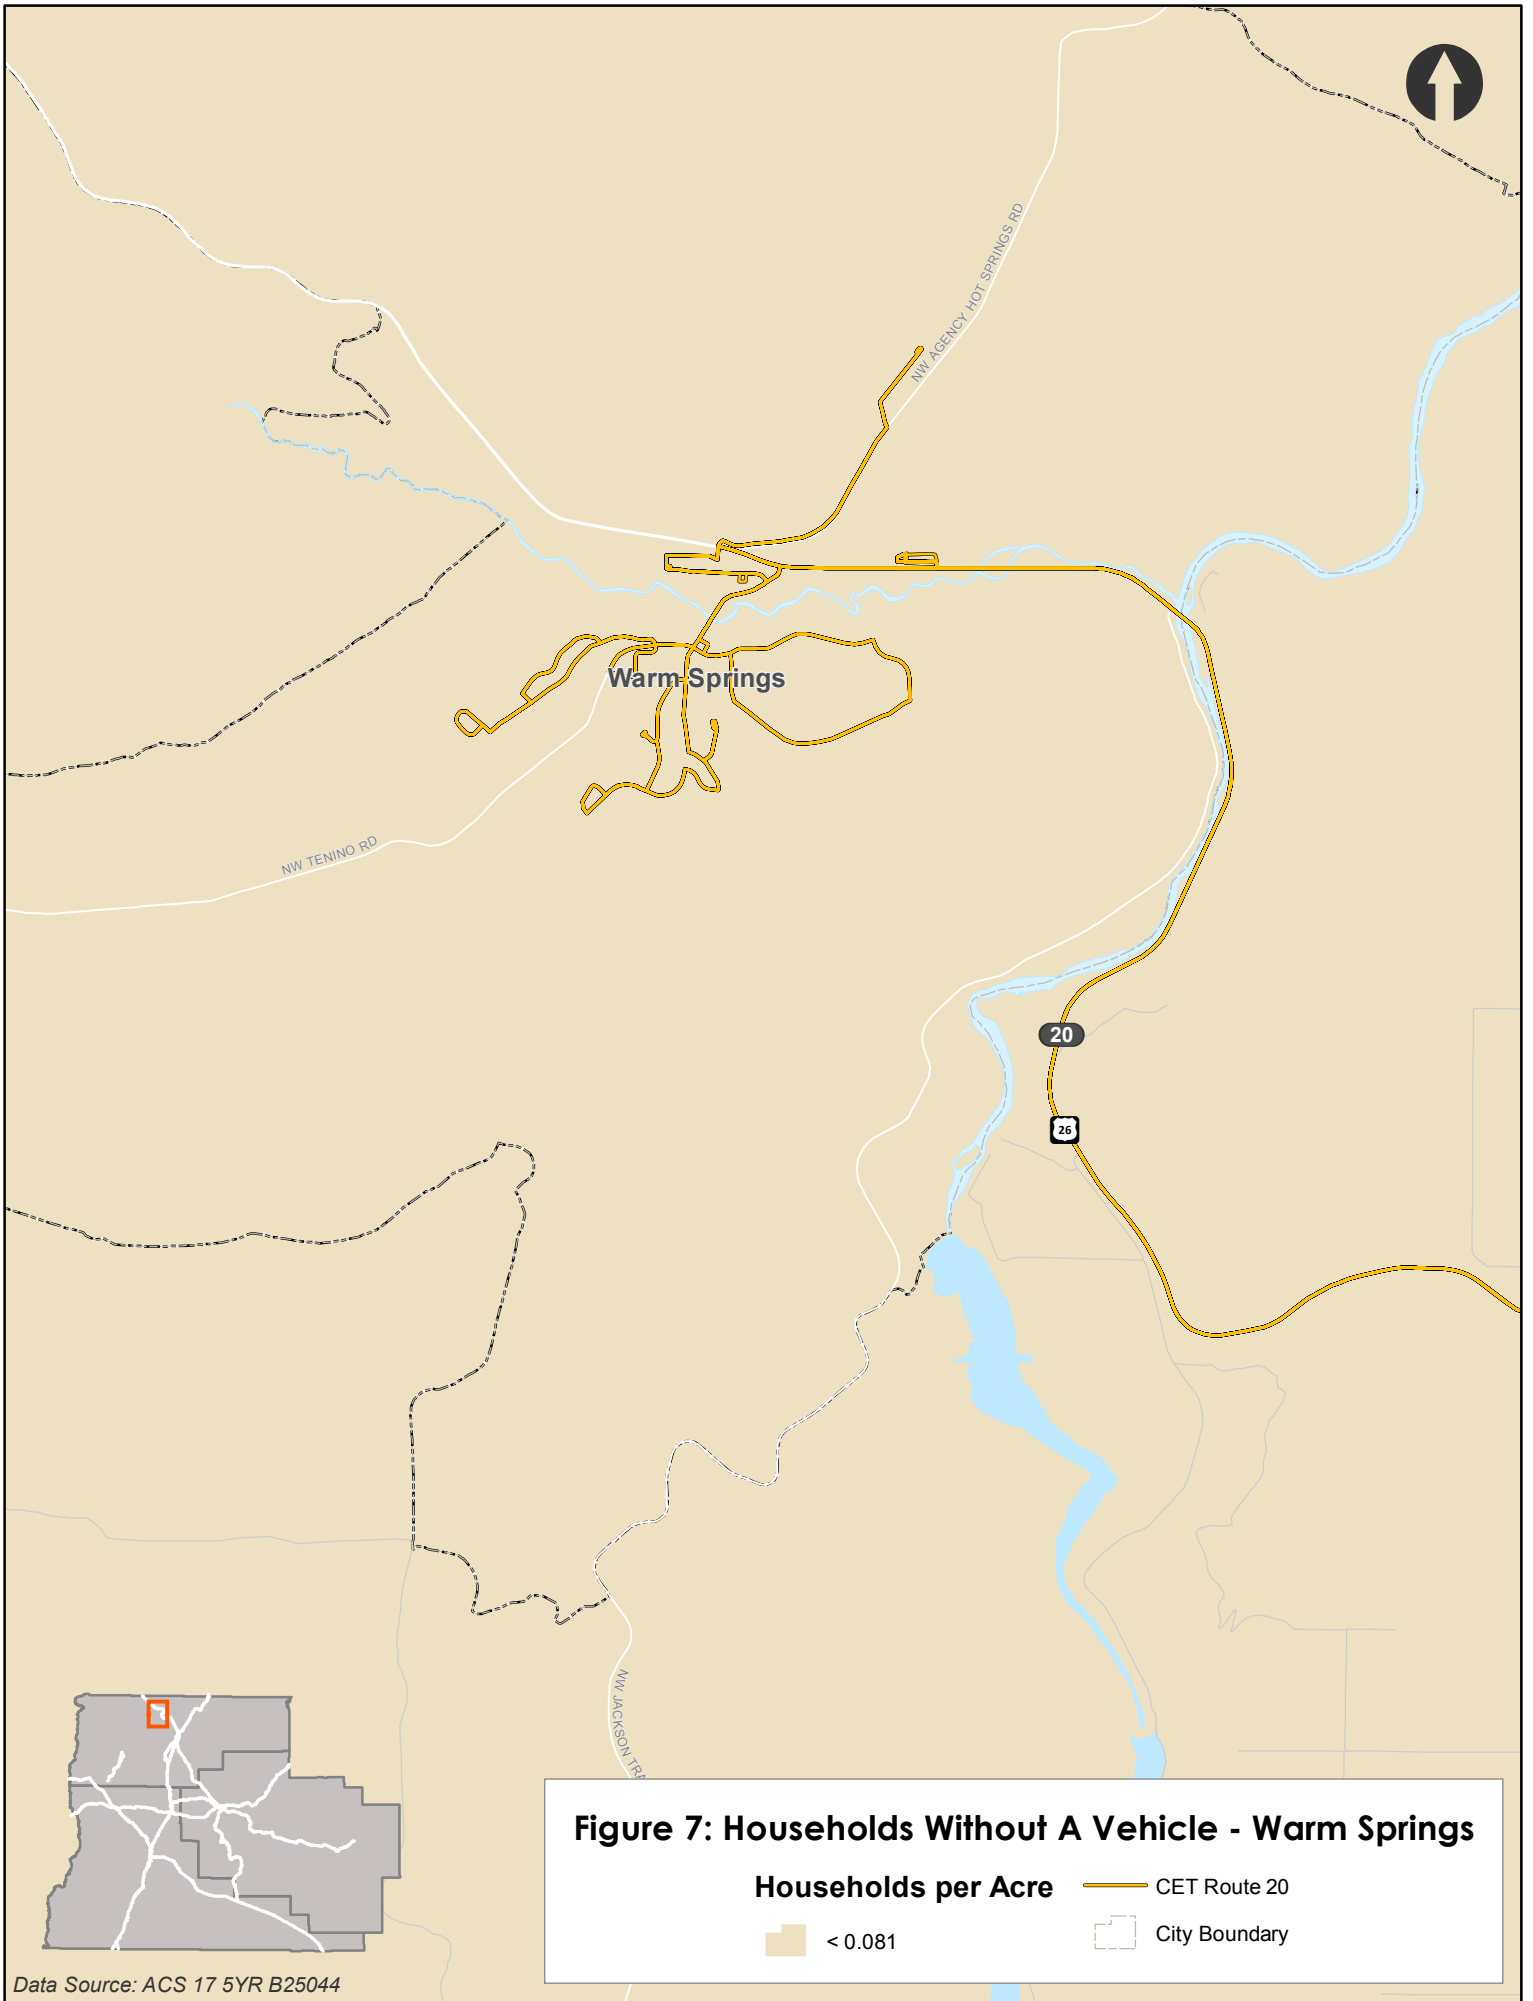 NW AGENCY HOT SPRINGS RD
Warm Springs
NW TENINO RD
20
26
NW JACKSON TRA
Figure 7: Households Without A Vehicle - Warm Springs
Households per Acre
CET Route 20
< 0.081
City Boundary
Data Source: ACS 17 5YR B25044